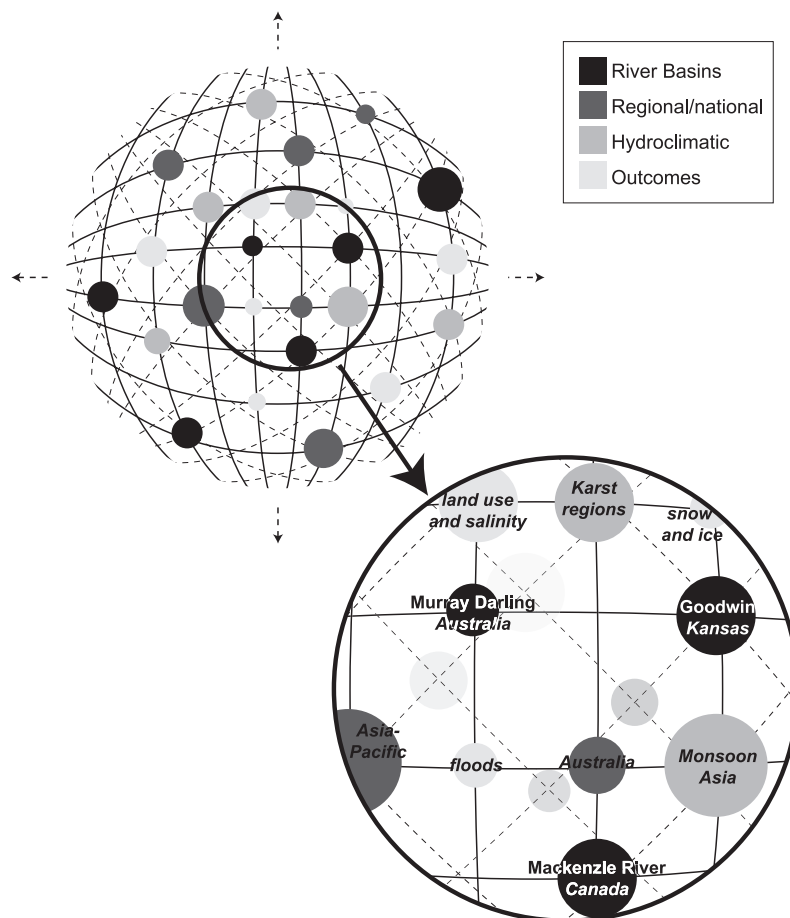 River Basins
Regional/national
Hydroclimatic
Outcomes
land use
and salinity
Karst
regions
snow
and ice
Murray Darling
Australia
Goodwin
Kansas
Asia-
Pacific
floods
Australia
Monsoon
Asia
Mackenzle River
Canada